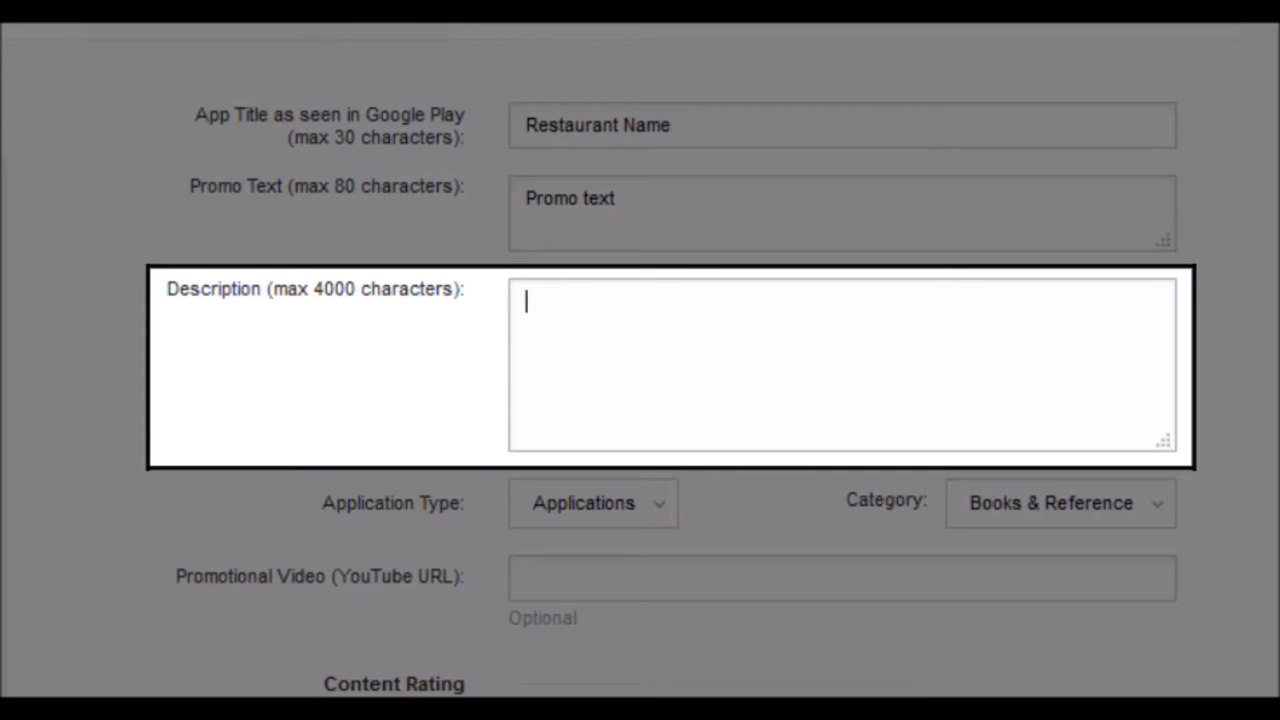 App Title as seen in Google Play
(max 30 characters):
Restaurant Name
Promo Text (max 80 characters):
Promo text
Description (max 4000 characters):
Application Type:
Applications
Category:
Books & Reference
Promotional Video (YouTube URL):
Optional
Content Rating